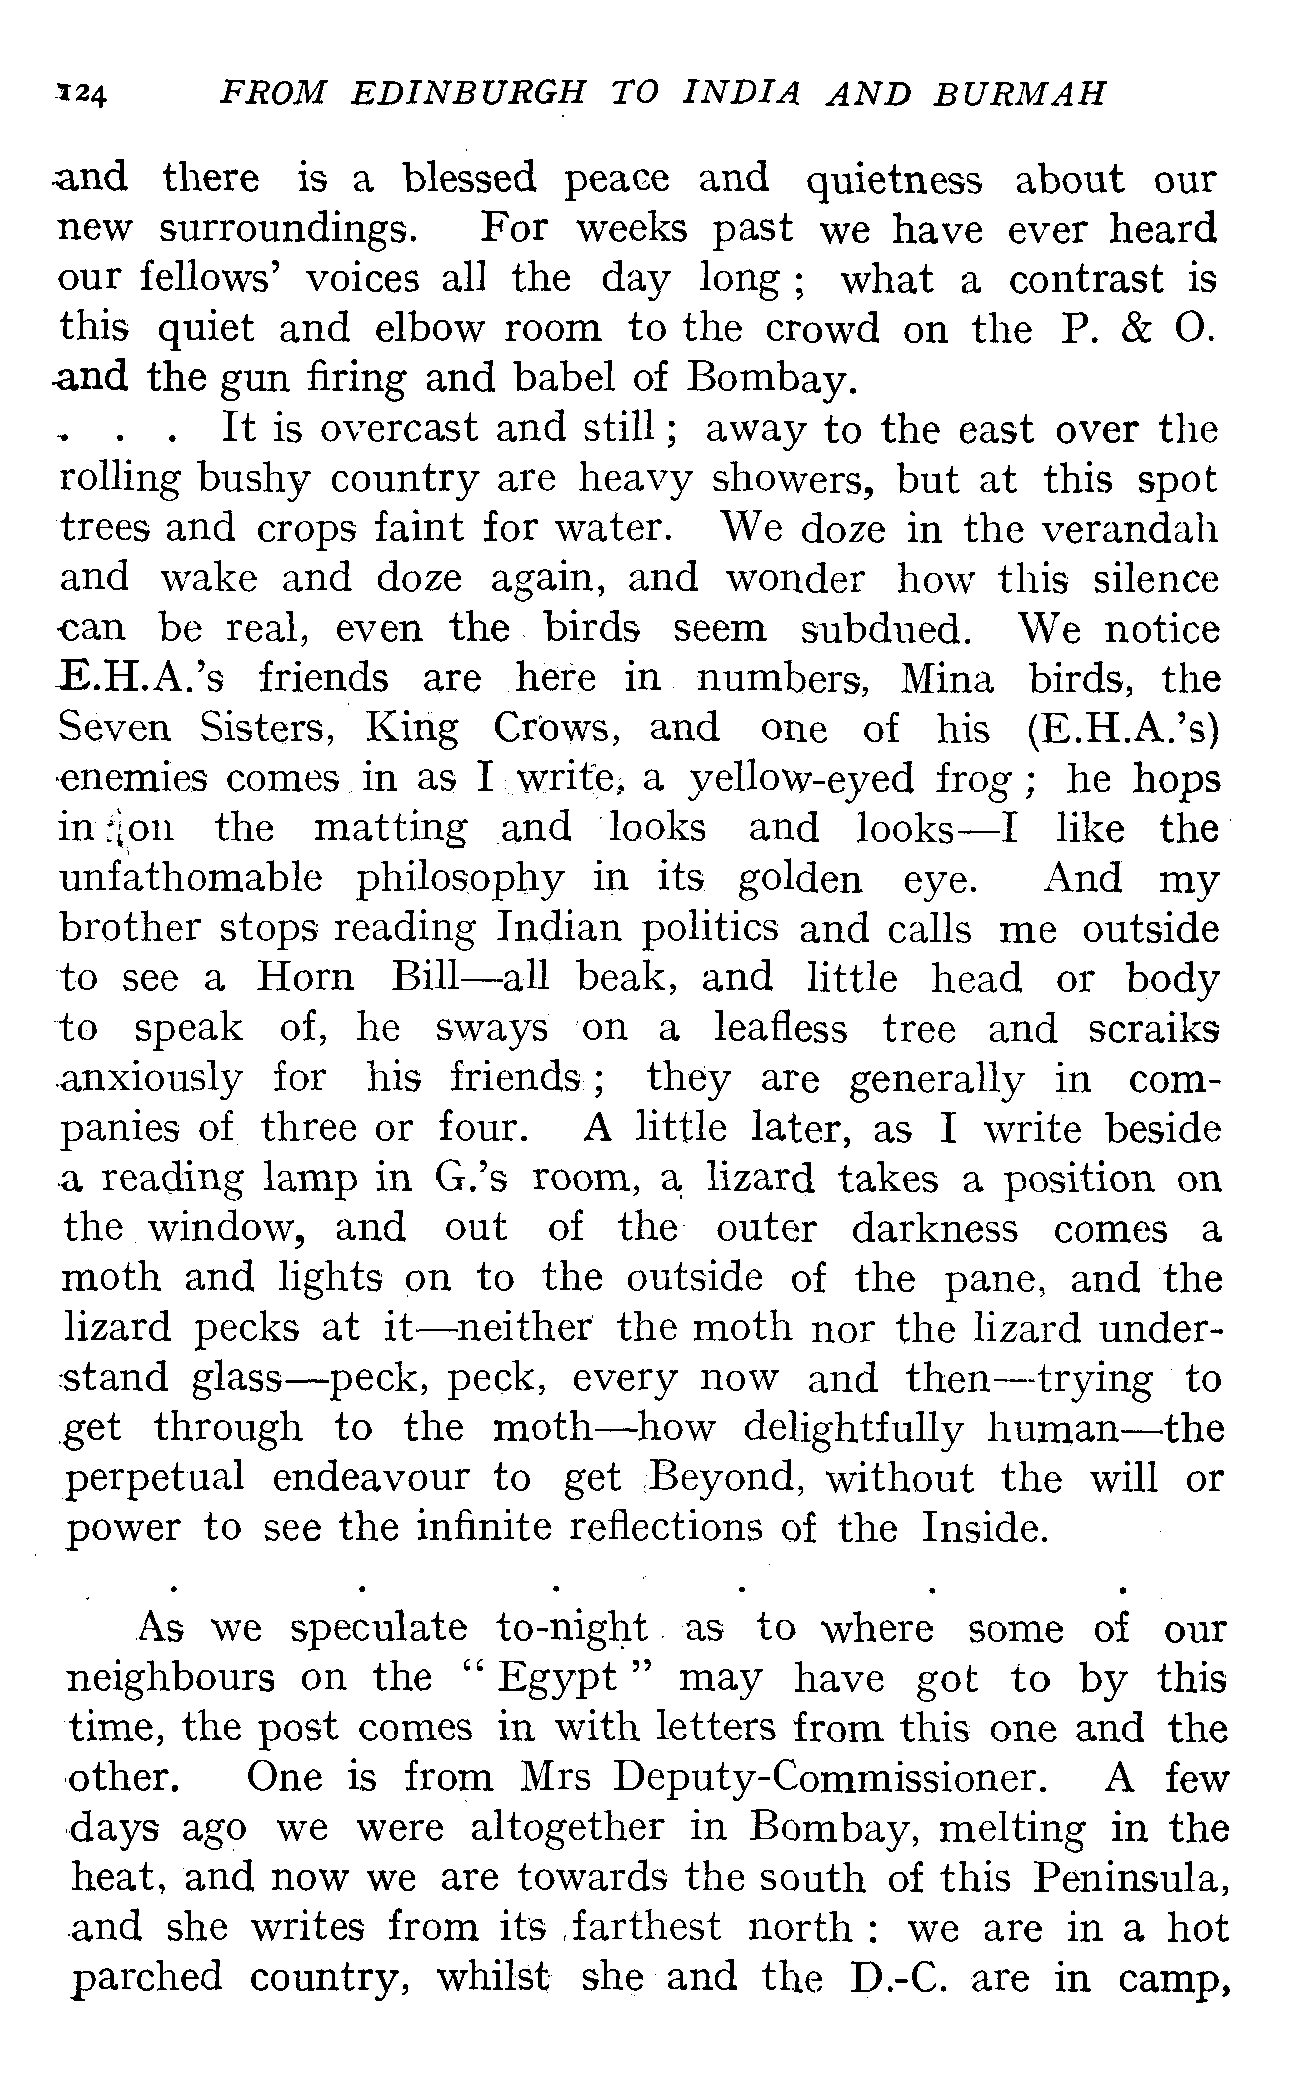 124 FROM EDINBURGH TO INDIA AND BURMAH
and there is a blessed peace and quietness about our
new surroundings. For weeks past we have ever heard
our fellows' voices all the day long ; what a contrast is
this quiet and elbow room to the crowd on the P. & O.
and the gun firing and babel of Bombay.
. . . It is overcast and still ; away to the east over the
rolling bushy country are heavy showers, but at this spot
trees and crops faint for water. We doze in the verandah
and wake and doze again, and wonder how this silence
can be real, even the birds seem subdued. We notice
E.H.A.'s friends are here in numbers, Mina birds, the
Seven Sisters, King Crows, and one of his (E.H.A.'s)
enemies comes in as I write, a yellow-eyed frog ; he hops
in on the matting and looks and looks—I like the
unfathomable philosophy in its golden eye. And my
brother stops reading Indian politics and calls me outside
to see a Horn Bill—all beak, and little head or body
to speak of, he sways on a leafless tree and scraiks
anxiously for his friends ; they are generally in com-
panies of three or four. A little later, as I write beside
a reading lamp in G.'s room, a lizard takes a position on
the window, and out of the outer darkness comes a
moth and lights on to the outside of the pane, and the
lizard pecks at it—neither the moth nor the lizard under-
stand glass—peck, peck, every now and then—trying to
get through to the moth—how delightfully human—the
perpetual endeavour to get Beyond, without the will or
power to see the infinite reflections of the Inside.
. . . . . .
As we speculate to-night as to where some of our
neighbours on the " Egypt " may have got to by this
time, the post comes in with letters from this one and the
other. One is from Mrs Deputy-Commissioner. A few
days ago we were altogether in Bombay, melting in the
heat, and now we are towards the south of this Peninsula,
and she writes from its farthest north : we are in a hot
parched country, whilst she and the D.-C. are in camp,